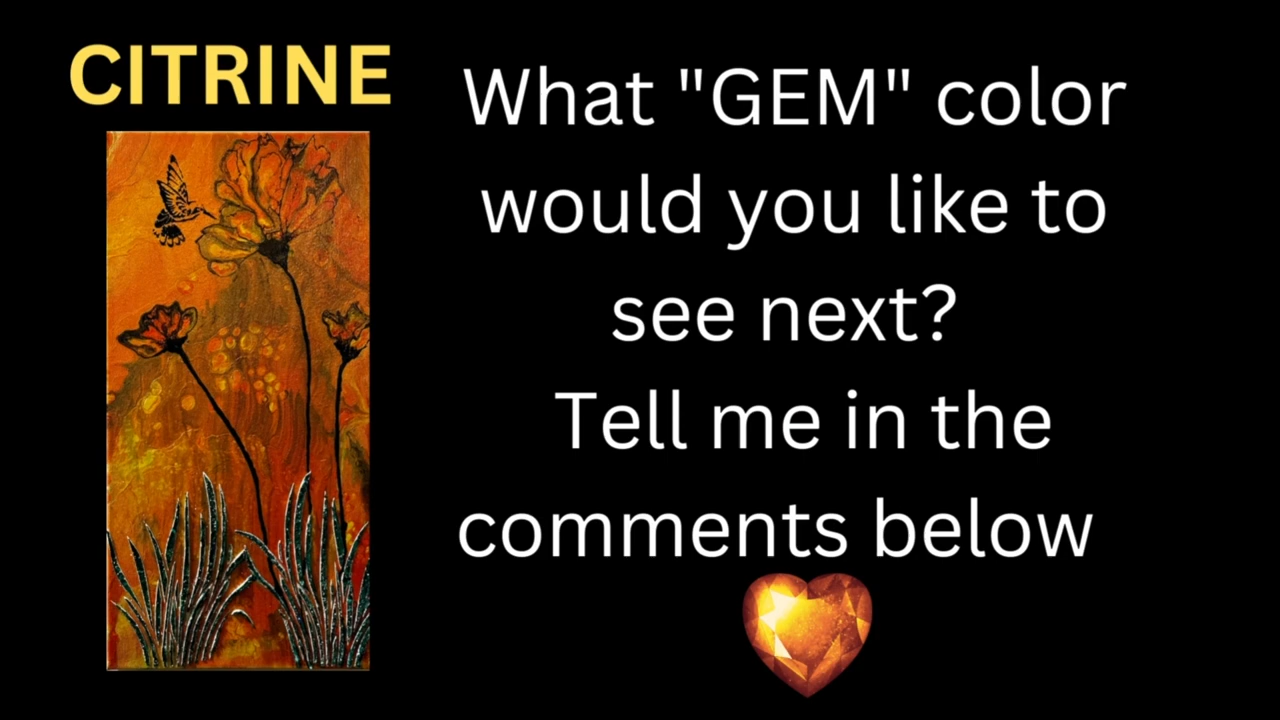 CITRINE
What "GEM" color
would you like to
see next?
Tell me in the
comments below